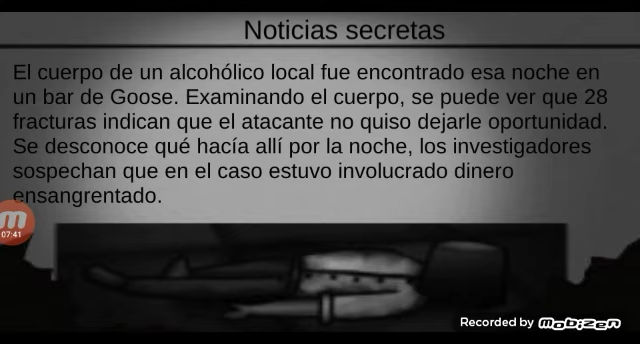 Noticias secretas
El cuerpo de un alcohólico local fue encontrado esa noche en
un bar de Goose. Examinando el cuerpo, se puede ver que 28
fracturas indican que el atacante no quiso dejarle oportunidad.
Se desconoce qué hacía allí por la noche, los investigadores
sospechan que en el caso estuvo involucrado dinero
ensangrentado.
m
07:41
Recorded by mobizen